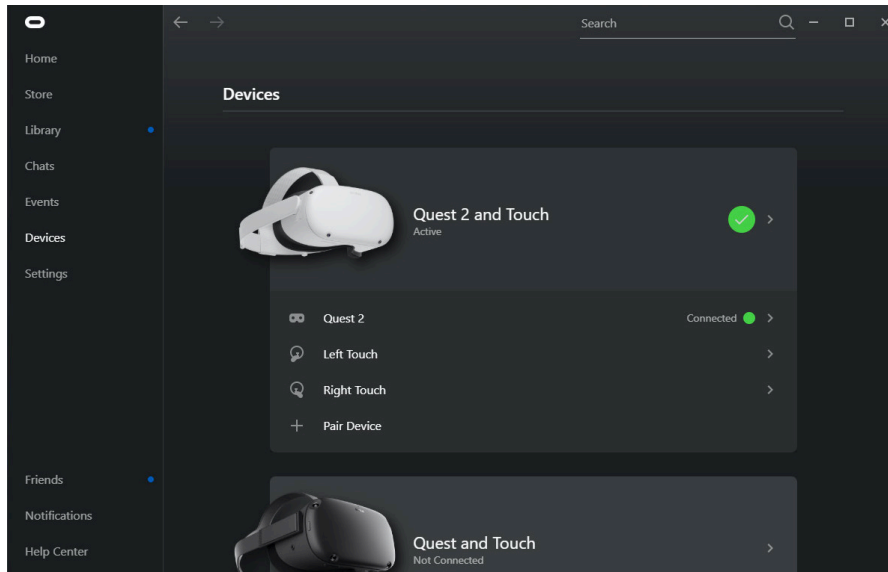 Search
Home
Store
Library
Chats
Events
Devices
Settings
Friends
Notifications
Help Center
Devices
Quest 2 and Touch
Active
Quest 2
Connected
Left Touch
Right Touch
Pair Device
Quest and Touch
Not Connected